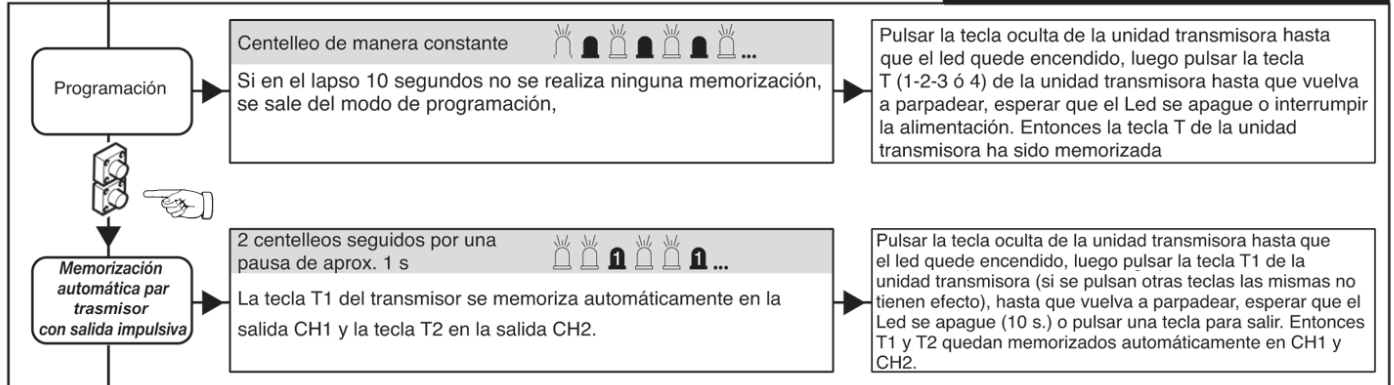 Programación
Centelleo de manera constante
...
Si en el lapso 10 segundos no se realiza ninguna memorización,
se sale del modo de programación,
Pulsar la tecla oculta de la unidad transmisora hasta
que el led quede encendido, luego pulsar la tecla
T (1-2-3 ó 4) de la unidad transmisora hasta que vuelva
a parpadear, esperar que el Led se apague o interrumpir
la alimentación. Entonces la tecla T de la unidad
transmisora ha sido memorizada
Memorización
automática par
trasmisor
con salida impulsiva
2 centelleos seguidos por una
pausa de aprox. 1 s
1 1 ...
La tecla T1 del transmisor se memoriza automáticamente en la
salida CH1 y la tecla T2 en la salida CH2.
Pulsar la tecla oculta de la unidad transmisora hasta que
el led quede encendido, luego pulsar la tecla T1 de la
unidad transmisora (si se pulsan otras teclas las mismas no
tienen efecto), hasta que vuelva a parpadear, esperar que el
Led se apague (10 s.) o pulsar una tecla para salir. Entonces
T1 y T2 quedan memorizados automáticamente en CH1 y
CH2.